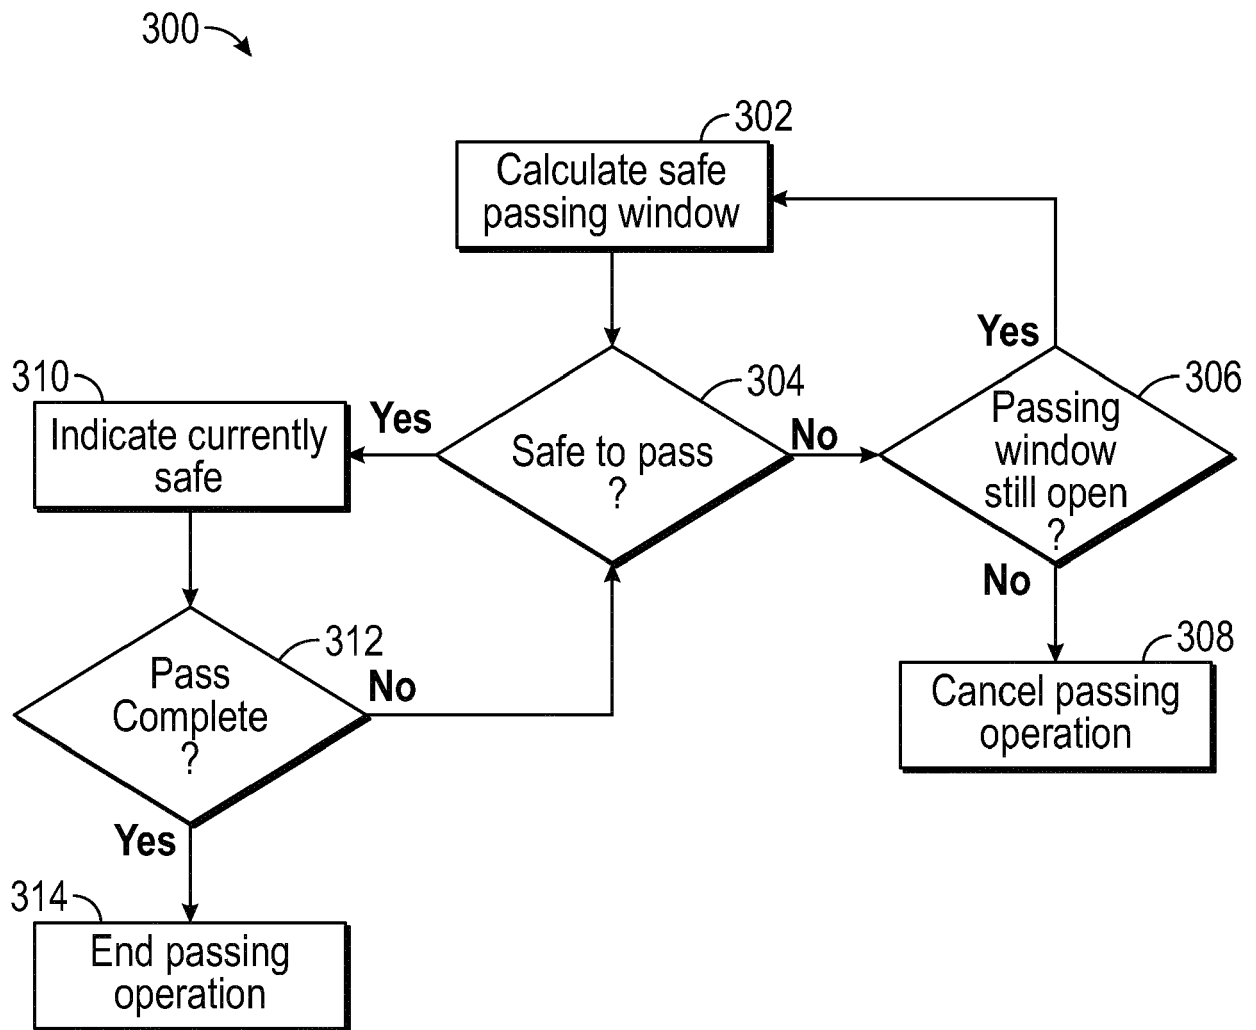 300
302
Calculate safe
passing window
Yes
310
304
306
Indicate currently
safe
Yes
Safe to pass
?
No
Passing
window
still open
?
No
312
Pass
Complete
?
No
308
Cancel passing
operation
Yes
314
End passing
operation